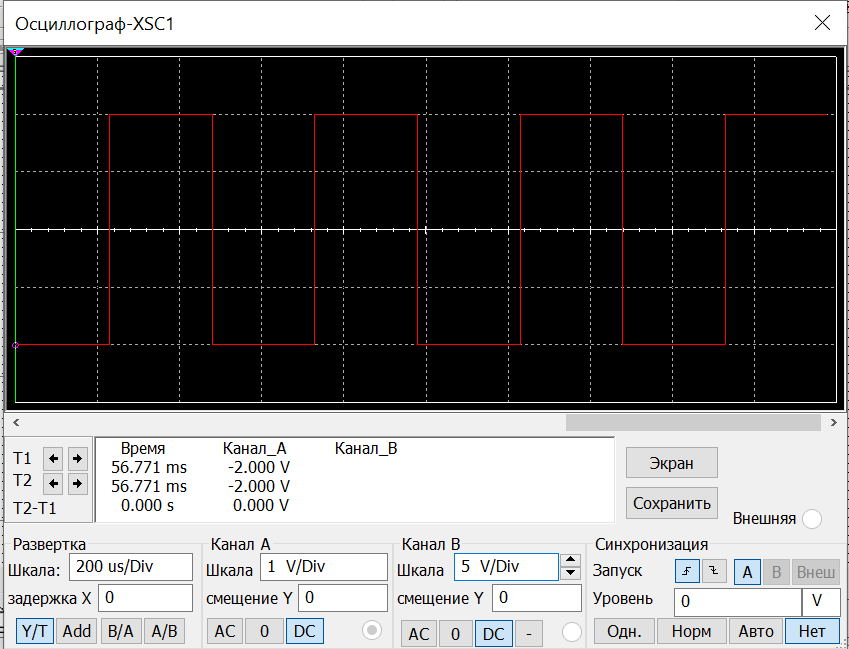 Осциллограф-XSC1
T1
T2
T2-T1
Время Канал_А Канал_В
56.771 ms -2.000 V
56.771 ms -2.000 V
0.000 s 0.000 V
Экран
Сохранить
Внешняя
Развертка
Шкала: 200 us/Div
задержка X 0
Y/T Add B/A A/B
Канал А
Шкала 1 V/Div
смещение Y 0
AC 0 DC
Канал В
Шкала 5 V/Div
смещение Y 0
AC 0 DC -
Синхронизация
Запуск A B Внеш
Уровень 0 V
Одн. Норм Авто Нет